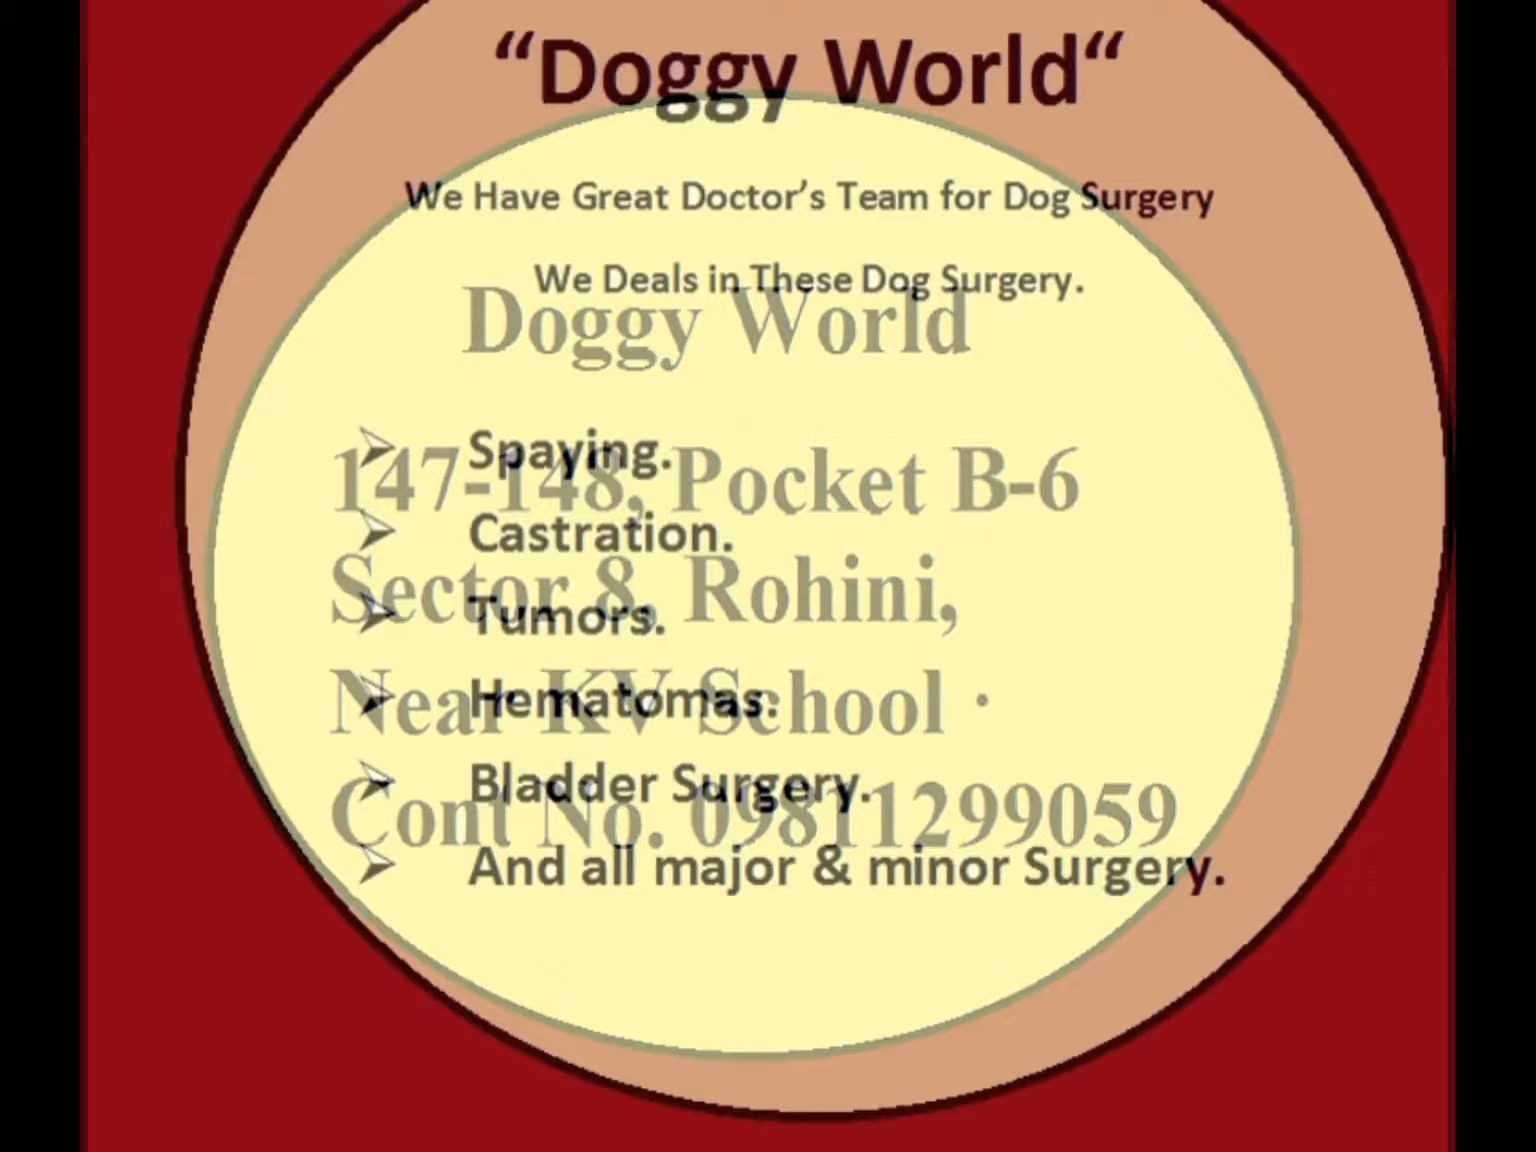 “Doggy World“
We Have Great Doctor’s Team for Dog Surgery
We Deals in These Dog Surgery.
Doggy World
Spaying.
147-148, Pocket B-6
Castration.
Sector 8, Rohini,
Tumors.
Near KV School ·
Hematomas.
Bladder Surgery.
Cont No. 09811299059
And all major & minor Surgery.